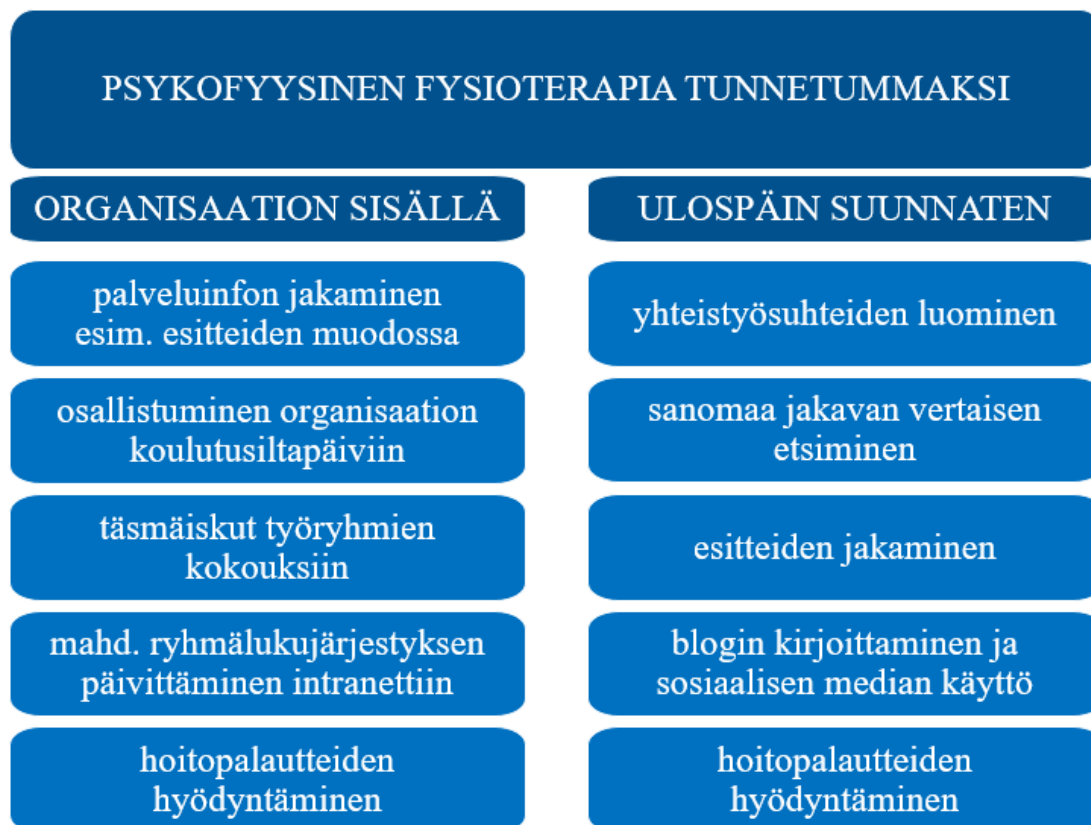 PSYKOFYYSINEN FYSIOTERAPIA TUNNETUMMAKSI
ORGANISAATION SISÄLLÄ
palveluinfon jakaminen
esim. esitteiden muodossa
osallistuminen organisaation
koulutusiltapäiviin
täsmäiskut työryhmien
kokouksiin
mahd. ryhmälukujärjestyksen
päivittäminen intranettiin
hoitopalautteiden
hyödyntäminen
ULOSPÄIN SUUNNATEN
yhteistyösuhteiden luominen
sanomaa jakavan vertaisen
etsiminen
esitteiden jakaminen
blogin kirjoittaminen ja
sosiaalisen median käyttö
hoitopalautteiden
hyödyntäminen